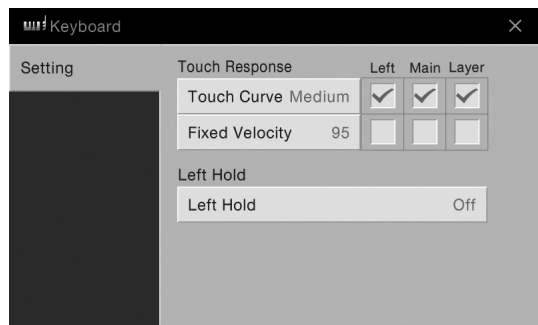 Keyboard
Setting
Touch Response Left Main Layer
Touch Curve Medium
Fixed Velocity 95
Left Hold
Left Hold Off